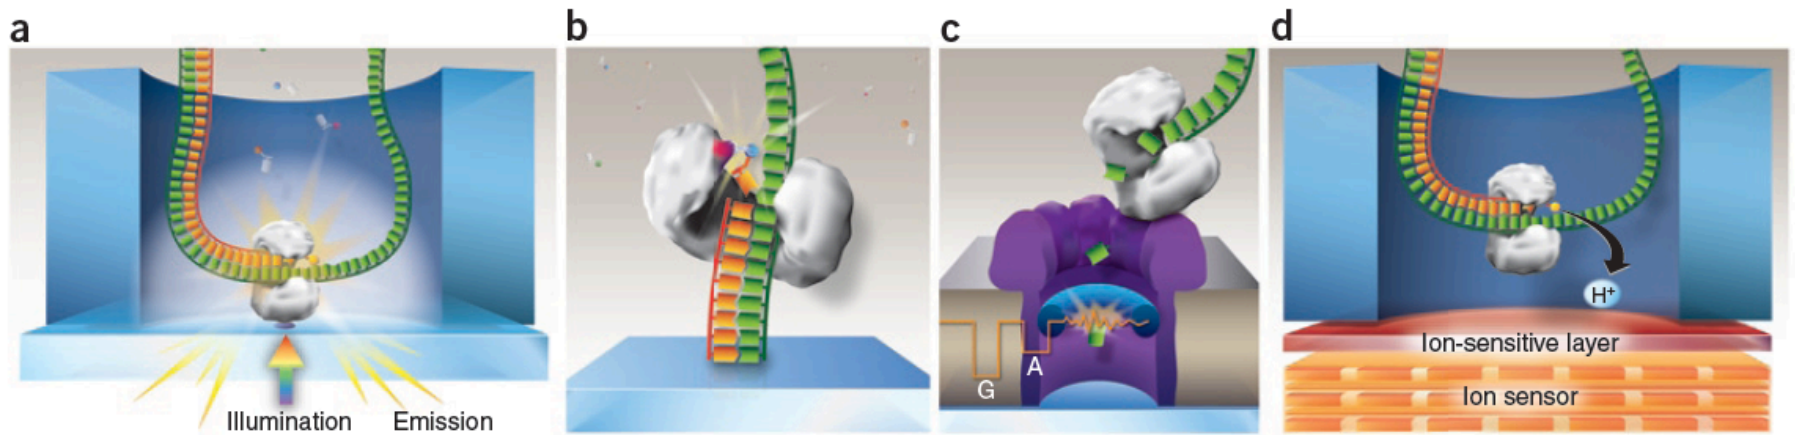 a
b
c
d
G
A
H⁺
Ion-sensitive layer
Ion sensor
Illumination
Emission